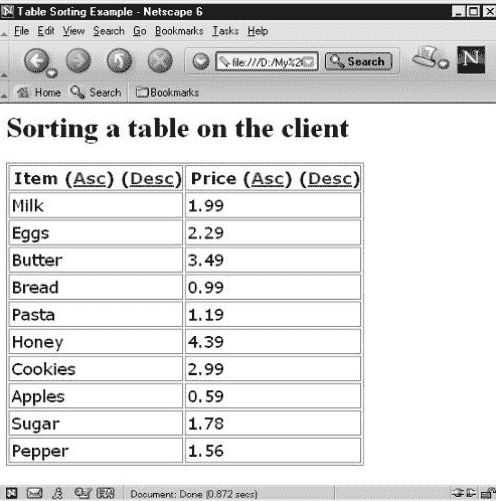 N Table Sorting Example - Netscape 6
File Edit View Search Go Bookmarks Tasks Help
file:///D:/My%20 Search N
Home Search Bookmarks
Sorting a table on the client
Item (Asc) (Desc) Price (Asc) (Desc)
Milk 1.99
Eggs 2.29
Butter 3.49
Bread 0.99
Pasta 1.19
Honey 4.39
Cookies 2.99
Apples 0.59
Sugar 1.78
Pepper 1.56
N Document: Done (0.872 secs)